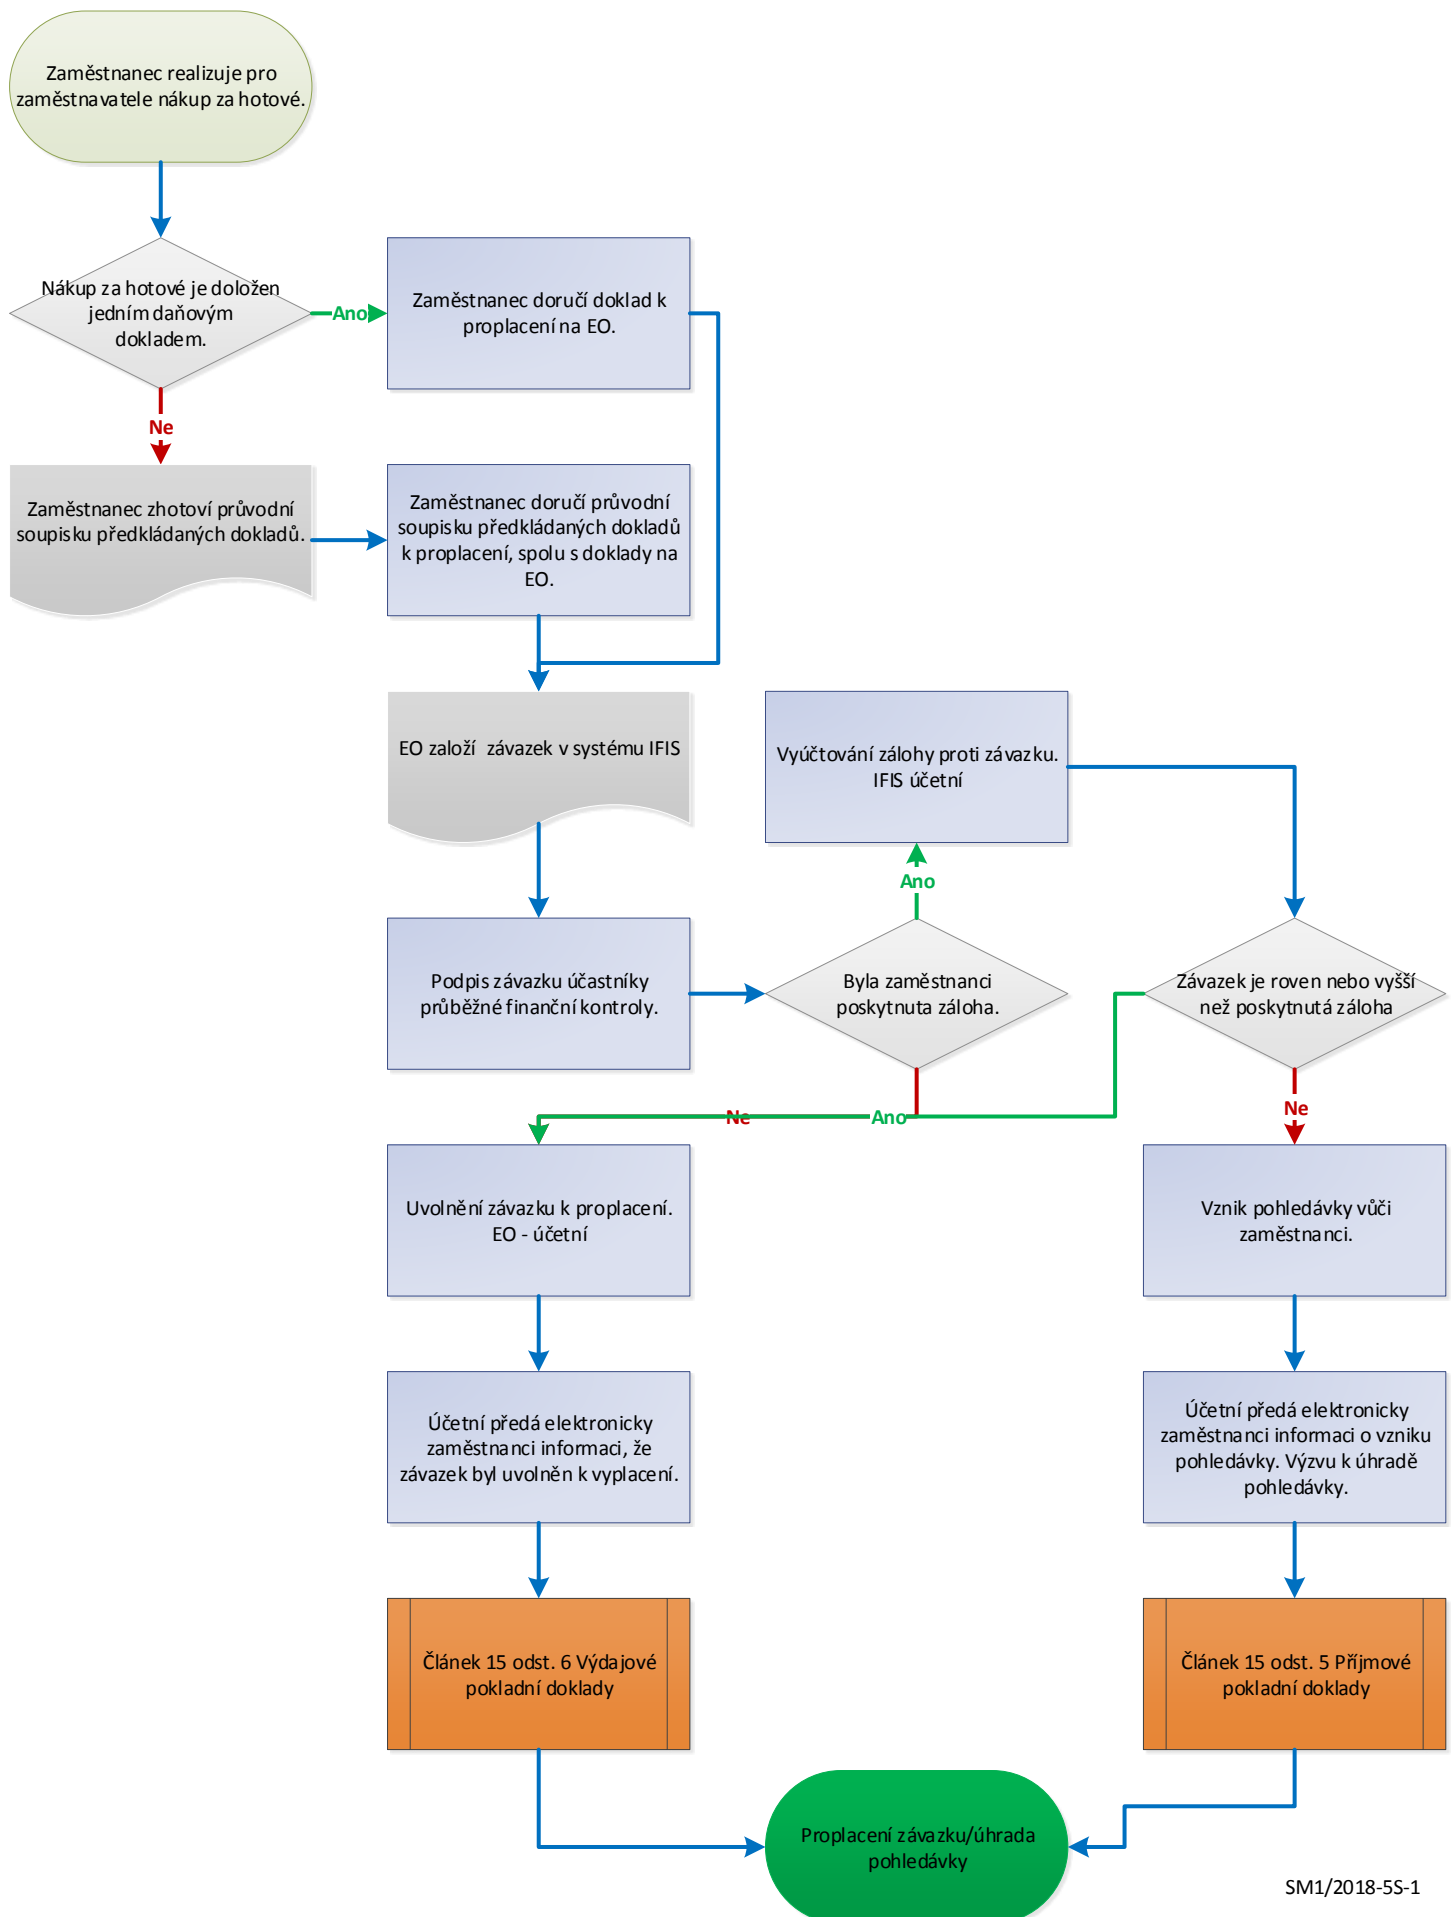 Zaměstnanec realizuje pro
zaměstnavatele nákup za hotové.
Nákup za hotové je doložen
jedním daňovým
dokladem.
Ano
Zaměstnanec doručí doklad k
proplacení na EO.
Ne
Zaměstnanec zhotoví průvodní
soupisku předkládaných dokladů.
Zaměstnanec doručí průvodní
soupisku předkládaných dokladů
k proplacení, spolu s doklady na
EO.
EO založí  závazek v systému IFIS
Vyúčtování zálohy proti závazku.
IFIS účetní
Ano
Podpis závazku účastníky
průběžné finanční kontroly.
Byla zaměstnanci
poskytnuta záloha.
Závazek je roven nebo vyšší
než poskytnutá záloha
Ne
Ano
Ne
Uvolnění závazku k proplacení.
EO - účetní
Vznik pohledávky vůči
zaměstnanci.
Účetní předá elektronicky
zaměstnanci informaci, že
závazek byl uvolněn k vyplacení.
Účetní předá elektronicky
zaměstnanci informaci o vzniku
pohledávky. Výzvu k úhradě
pohledávky.
Článek 15 odst. 6 Výdajové
pokladní doklady
Článek 15 odst. 5 Příjmové
pokladní doklady
Proplacení závazku/úhrada
pohledávky
SM1/2018-5S-1